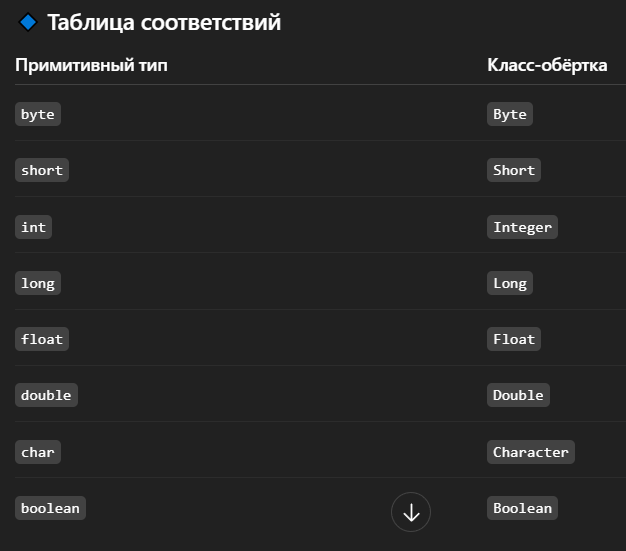 Таблица соответствий
Примитивный тип Класс-обёртка
byte Byte
short Short
int Integer
long Long
float Float
double Double
char Character
boolean Boolean